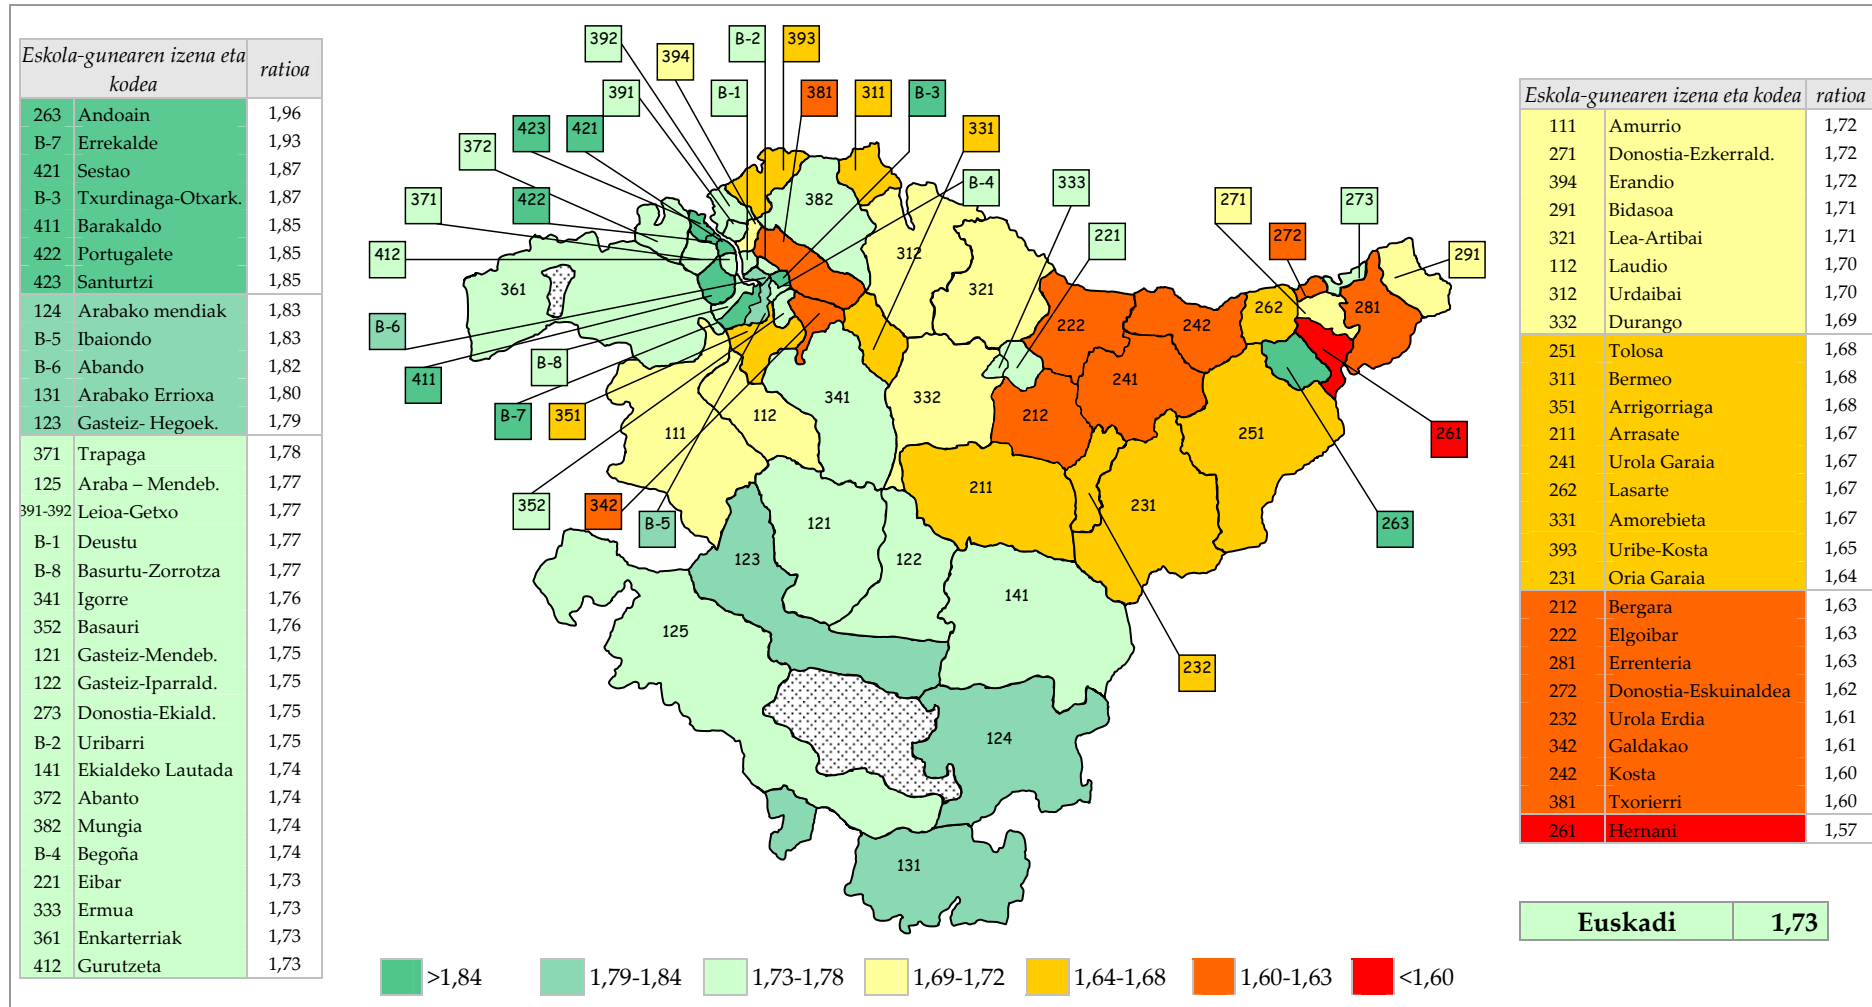 Eskola-gunearen izena eta kodea ratioa
263 Andoain 1,96
B-7 Errekalde 1,93
421 Sestao 1,87
B-3 Txurdinaga-Otxark. 1,87
411 Barakaldo 1,85
422 Portugalete 1,85
423 Santurtzi 1,85
124 Arabako mendiak 1,83
B-5 Ibaiondo 1,83
B-6 Abando 1,82
131 Arabako Errioxa 1,80
123 Gasteiz- Hegoek. 1,79
371 Trapaga 1,78
125 Araba – Mendeb. 1,77
391-392 Leioa-Getxo 1,77
B-1 Deustu 1,77
B-8 Basurtu-Zorrotza 1,77
341 Igorre 1,76
352 Basauri 1,76
121 Gasteiz-Mendeb. 1,75
122 Gasteiz-Iparrald. 1,75
273 Donostia-Ekiald. 1,75
B-2 Uribarri 1,75
141 Ekialdeko Lautada 1,74
372 Abanto 1,74
382 Mungia 1,74
B-4 Begoña 1,74
221 Eibar 1,73
333 Ermua 1,73
361 Enkarterriak 1,73
412 Gurutzeta 1,73
392
394
B-2
393
391
B-1
381
311
B-3
423
421
331
372
B-4
333
371
422
382
271
273
221
272
291
412
312
361
321
262
281
B-6
222
242
B-8
411
241
341
332
B-7
351
112
212
111
251
261
211
231
352
342
B-5
121
263
123
122
141
125
232
124
131
Eskola-gunearen izena eta kodea ratioa
111 Amurrio 1,72
271 Donostia-Ezkerrald. 1,72
394 Erandio 1,72
291 Bidasoa 1,71
321 Lea-Artibai 1,71
112 Laudio 1,70
312 Urdaibai 1,70
332 Durango 1,69
251 Tolosa 1,68
311 Bermeo 1,68
351 Arrigorriaga 1,68
211 Arrasate 1,67
241 Urola Garaia 1,67
262 Lasarte 1,67
331 Amorebieta 1,67
393 Uribe-Kosta 1,65
231 Oria Garaia 1,64
212 Bergara 1,63
222 Elgoibar 1,63
281 Errenteria 1,63
272 Donostia-Eskuinaldea 1,62
232 Urola Erdia 1,61
342 Galdakao 1,61
242 Kosta 1,60
381 Txorierri 1,60
261 Hernani 1,57
Euskadi 1,73
>1,84 1,79-1,84 1,73-1,78 1,69-1,72 1,64-1,68 1,60-1,63 <1,60